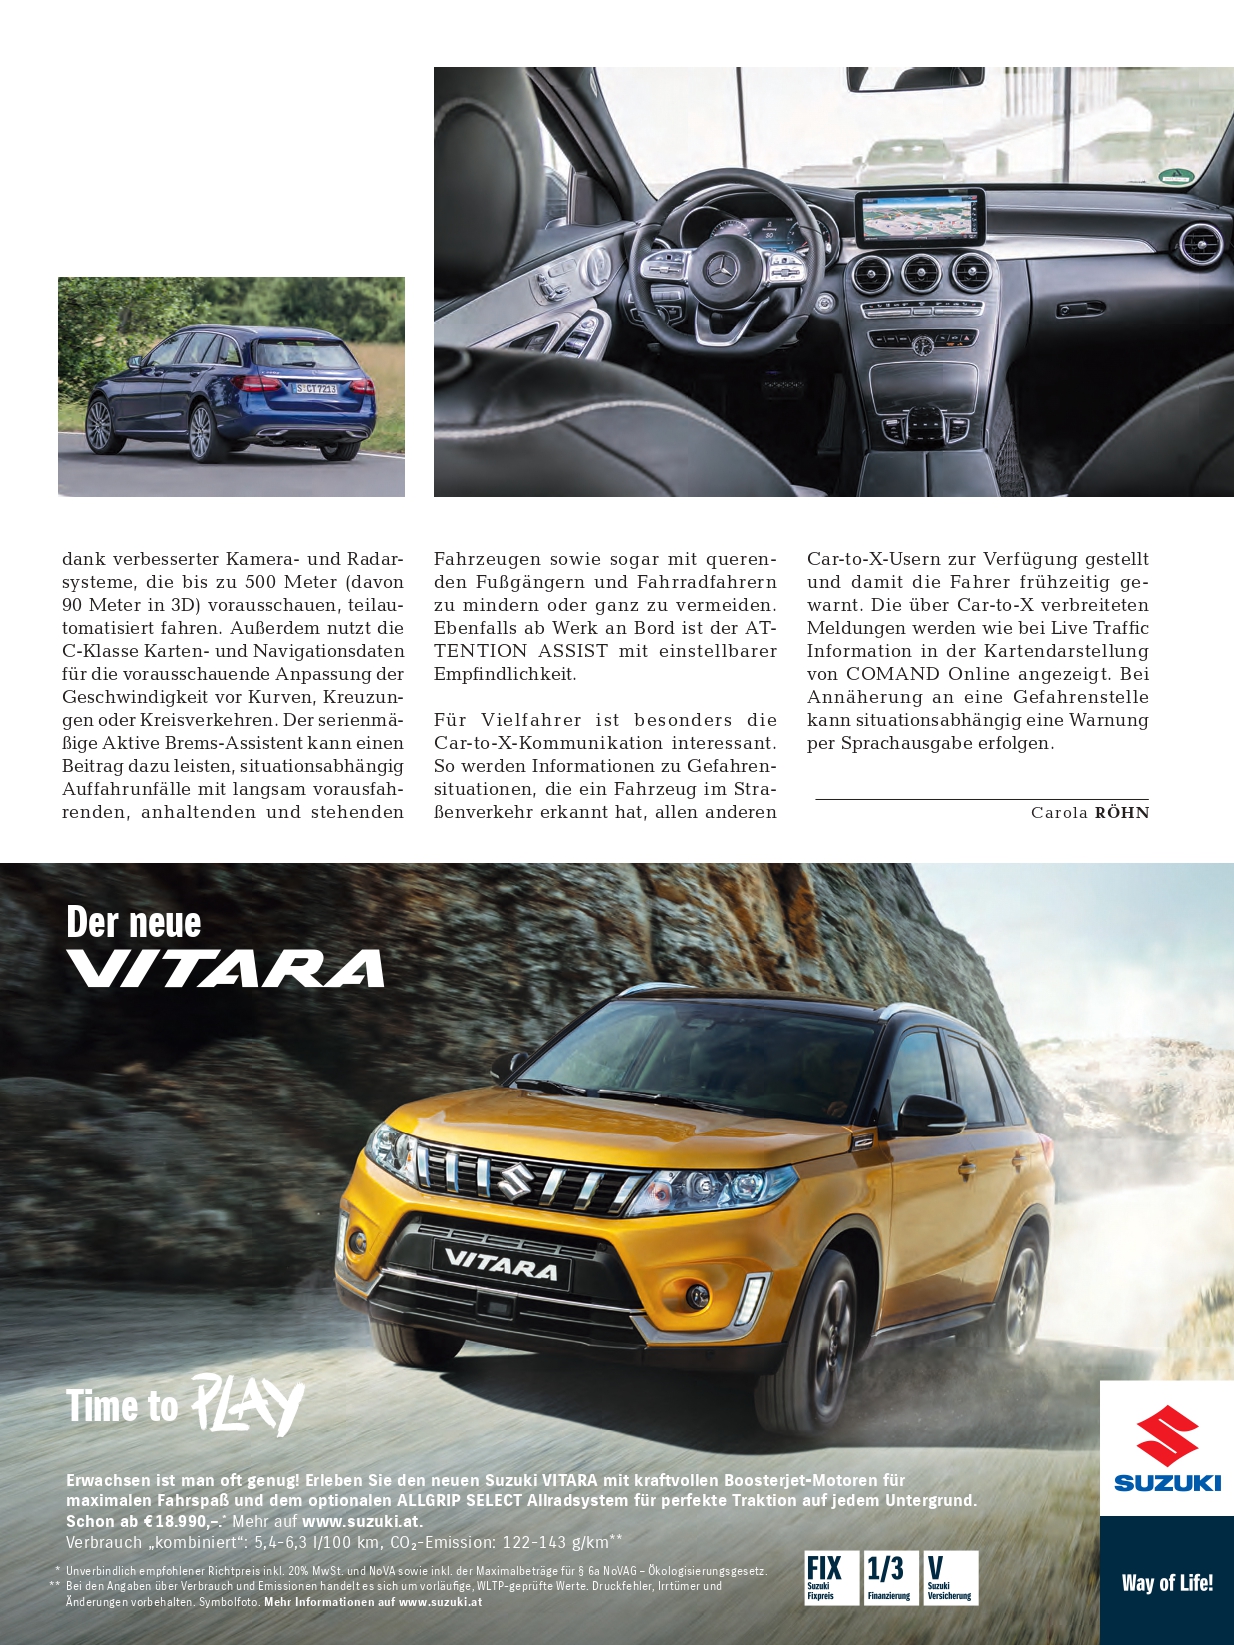 S CT 7213
dank verbesserter Kamera- und Radar-
systeme, die bis zu 500 Meter (davon
90 Meter in 3D) vorausschauen, teilau-
tomatisiert fahren. Außerdem nutzt die
C-Klasse Karten- und Navigationsdaten
für die vorausschauende Anpassung der
Geschwindigkeit vor Kurven, Kreuzun-
gen oder Kreisverkehren. Der serienmä-
ßige Aktive Brems-Assistent kann einen
Beitrag dazu leisten, situationsabhängig
Auffahrunfälle mit langsam vorausfah-
renden, anhaltenden und stehenden
Fahrzeugen sowie sogar mit queren-
den Fußgängern und Fahrradfahrern
zu mindern oder ganz zu vermeiden.
Ebenfalls ab Werk an Bord ist der AT-
TENTION ASSIST mit einstellbarer
Empfindlichkeit.
Für Vielfahrer ist besonders die
Car-to-X-Kommunikation interessant.
So werden Informationen zu Gefahren-
situationen, die ein Fahrzeug im Stra-
ßenverkehr erkannt hat, allen anderen
Car-to-X-Usern zur Verfügung gestellt
und damit die Fahrer frühzeitig ge-
warnt. Die über Car-to-X verbreiteten
Meldungen werden wie bei Live Traffic
Information in der Kartendarstellung
von COMAND Online angezeigt. Bei
Annäherung an eine Gefahrenstelle
kann situationsabhängig eine Warnung
per Sprachausgabe erfolgen.
Carola RÖHN
Der neue
VITARA
VITARA
Time to PLAY
Erwachsen ist man oft genug! Erleben Sie den neuen Suzuki VITARA mit kraftvollen Boosterjet-Motoren für
maximalen Fahrspaß und dem optionalen ALLGRIP SELECT Allradsystem für perfekte Traktion auf jedem Untergrund.
Schon ab € 18.990,–.* Mehr auf www.suzuki.at.
Verbrauch „kombiniert“: 5,4-6,3 l/100 km, CO₂-Emission: 122-143 g/km**
* Unverbindlich empfohlener Richtpreis inkl. 20% MwSt. und NoVA sowie inkl. der Maximalbeträge für § 6a NoVAG – Ökologisierungsgesetz.
** Bei den Angaben über Verbrauch und Emissionen handelt es sich um vorläufige, WLTP-geprüfte Werte. Druckfehler, Irrtümer und
Änderungen vorbehalten. Symbolfoto. Mehr Informationen auf www.suzuki.at
FIX
Suzuki
Fixpreis
1/3
Finanzierung
V
Suzuki
Versicherung
SUZUKI
Way of Life!